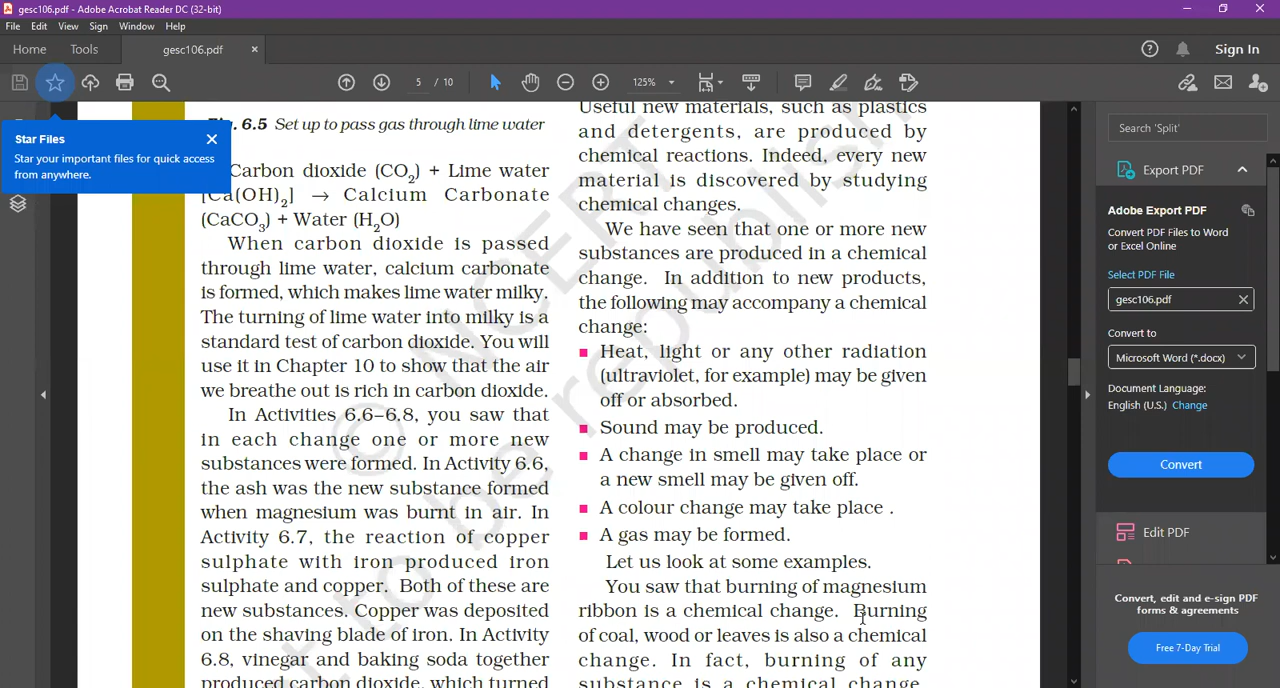 gesc106.pdf - Adobe Acrobat Reader DC (32-bit)
File Edit View Sign Window Help
Home Tools gesc106.pdf × Sign In
5 / 10 125%
Star Files
Star your important files for quick access
from anywhere.
6.5 Set up to pass gas through lime water
Carbon dioxide (CO2) + Lime water
[Ca(OH)2] → Calcium Carbonate
(CaCO3) + Water (H2O)
When carbon dioxide is passed
through lime water, calcium carbonate
is formed, which makes lime water milky.
The turning of lime water into milky is a
standard test of carbon dioxide. You will
use it in Chapter 10 to show that the air
we breathe out is rich in carbon dioxide.
In Activities 6.6–6.8, you saw that
in each change one or more new
substances were formed. In Activity 6.6,
the ash was the new substance formed
when magnesium was burnt in air. In
Activity 6.7, the reaction of copper
sulphate with iron produced iron
sulphate and copper. Both of these are
new substances. Copper was deposited
on the shaving blade of iron. In Activity
6.8, vinegar and baking soda together
produced carbon dioxide, which turned
Useful new materials, such as plastics
and detergents, are produced by
chemical reactions. Indeed, every new
material is discovered by studying
chemical changes.
We have seen that one or more new
substances are produced in a chemical
change. In addition to new products,
the following may accompany a chemical
change:
Heat, light or any other radiation
(ultraviolet, for example) may be given
off or absorbed.
Sound may be produced.
A change in smell may take place or
a new smell may be given off.
A colour change may take place .
A gas may be formed.
Let us look at some examples.
You saw that burning of magnesium
ribbon is a chemical change. Burning
of coal, wood or leaves is also a chemical
change. In fact, burning of any
substance is a chemical change.
© NCERT
not to be republish
Search 'Split'
Export PDF
Adobe Export PDF
Convert PDF Files to Word
or Excel Online
Select PDF File
gesc106.pdf
Convert to
Microsoft Word (*.docx)
Document Language:
English (U.S.) Change
Convert
Edit PDF
Convert, edit and e-sign PDF
forms & agreements
Free 7-Day Trial